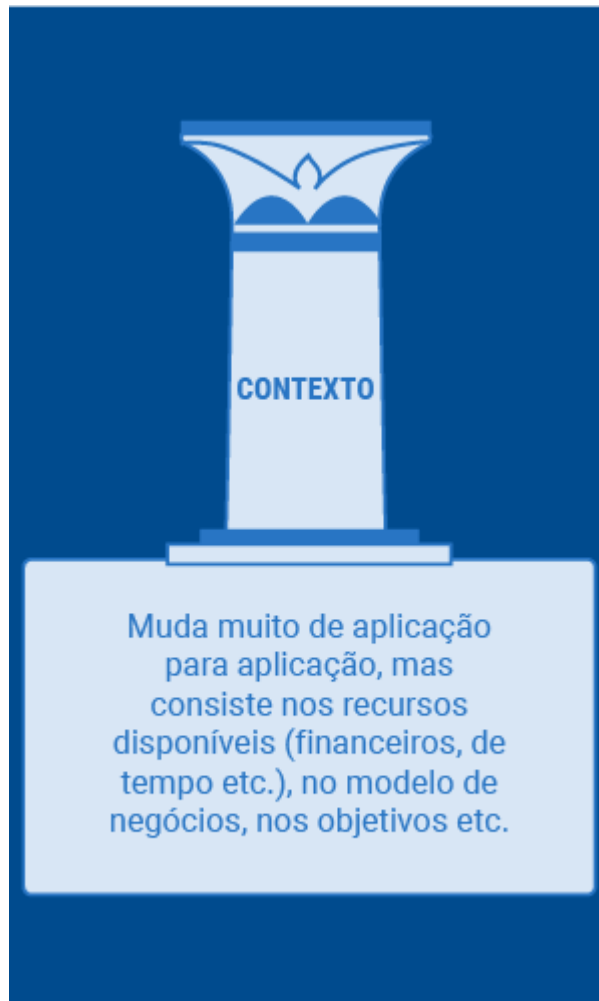 CONTEXTO
Muda muito de aplicação
para aplicação, mas
consiste nos recursos
disponíveis (financeiros, de
tempo etc.), no modelo de
negócios, nos objetivos etc.